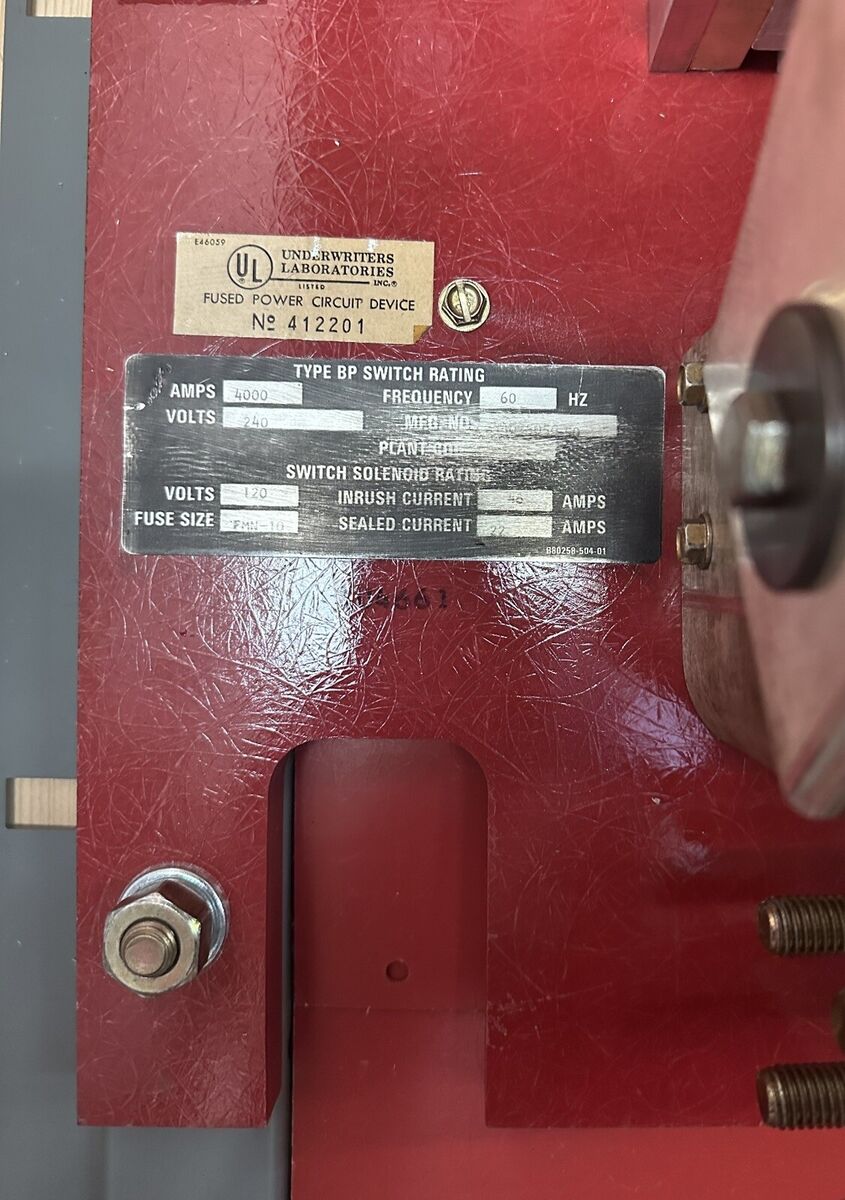 E46059
UL
®
UNDERWRITERS
LABORATORIES
INC.®
LISTED
FUSED POWER CIRCUIT DEVICE
Nº 412201
TYPE BP SWITCH RATING
AMPS 4000 FREQUENCY 60 HZ
VOLTS 240 MFG NO.
PLANT
SWITCH SOLENOID RATING
VOLTS 120 INRUSH CURRENT 46 AMPS
FUSE SIZE FMN-10 SEALED CURRENT 22 AMPS
B80258-504-01